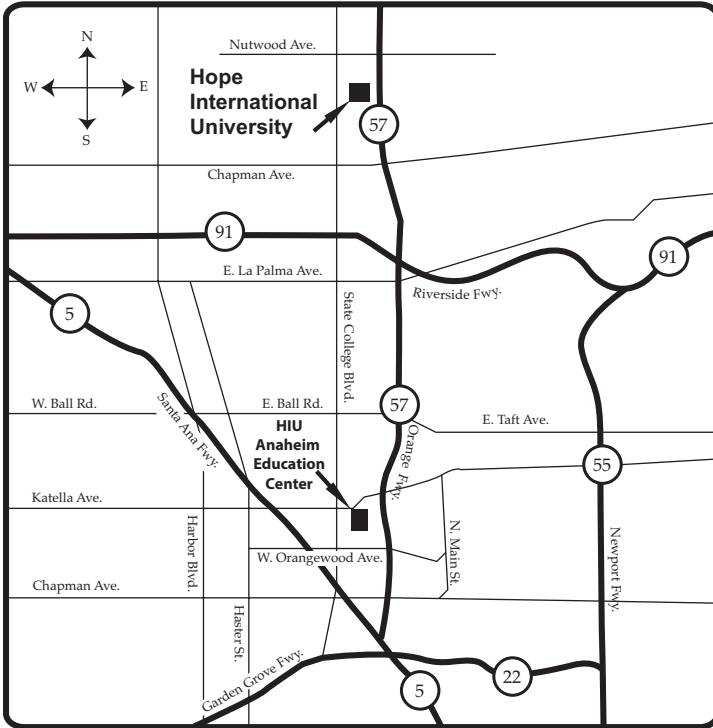 N
Nutwood Ave.
W
E
Hope
International
University
S
57
Chapman Ave.
91
91
E. La Palma Ave.
Riverside Fwy.
5
State College Blvd.
57
W. Ball Rd.
E. Ball Rd.
E. Taft Ave.
Santa Ana Fwy.
HIU
Anaheim
Education
Center
Orange Fwy.
55
Katella Ave.
Harbor Blvd.
N. Main St.
Newport Fwy.
W. Orangewood Ave.
Chapman Ave.
Haster St.
Garden Grove Fwy.
22
5